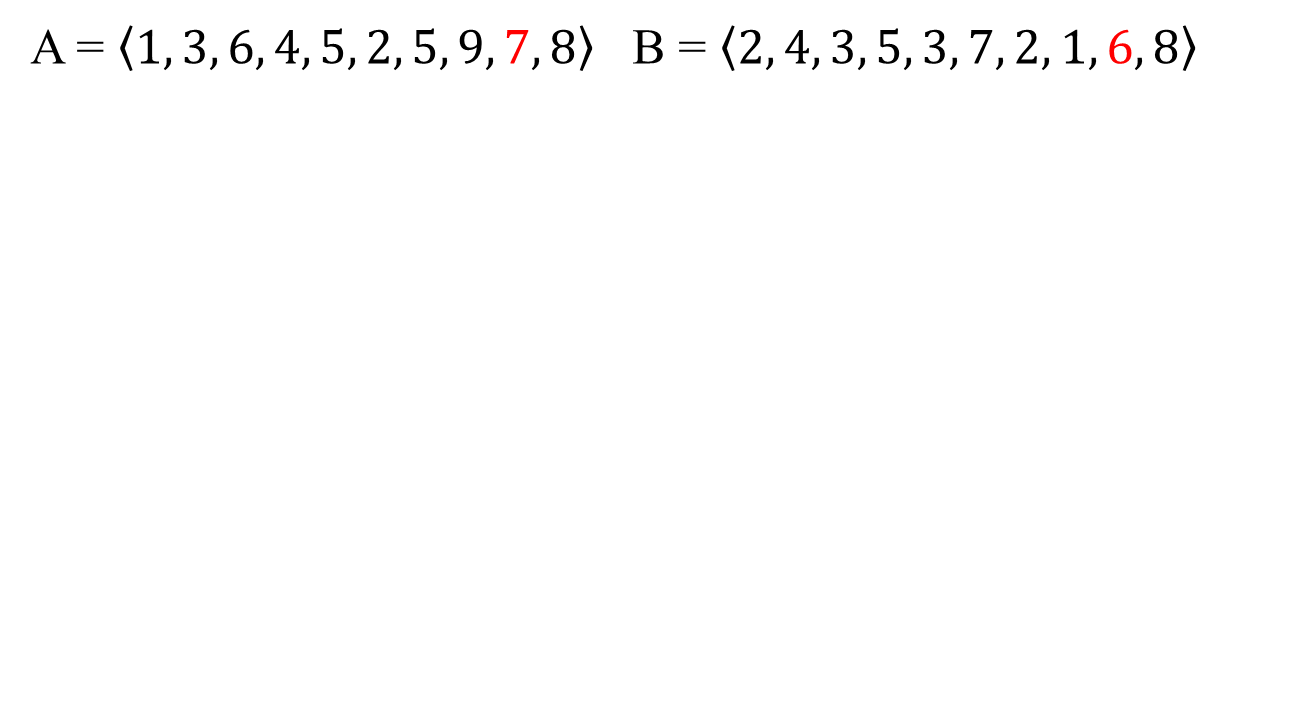 A = ⟨1, 3, 6, 4, 5, 2, 5, 9, 7, 8⟩ B = ⟨2, 4, 3, 5, 3, 7, 2, 1, 6, 8⟩